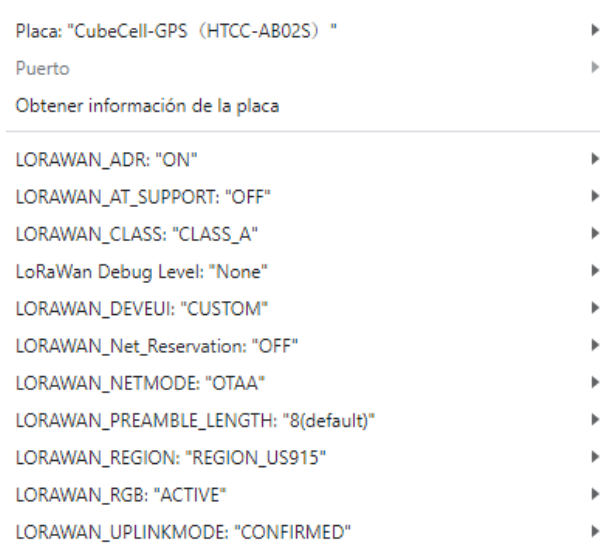 Placa: "CubeCell-GPS（HTCC-AB02S）"
Puerto
Obtener información de la placa
LORAWAN_ADR: "ON"
LORAWAN_AT_SUPPORT: "OFF"
LORAWAN_CLASS: "CLASS_A"
LoRaWan Debug Level: "None"
LORAWAN_DEVEUI: "CUSTOM"
LORAWAN_Net_Reservation: "OFF"
LORAWAN_NETMODE: "OTAA"
LORAWAN_PREAMBLE_LENGTH: "8(default)"
LORAWAN_REGION: "REGION_US915"
LORAWAN_RGB: "ACTIVE"
LORAWAN_UPLINKMODE: "CONFIRMED"